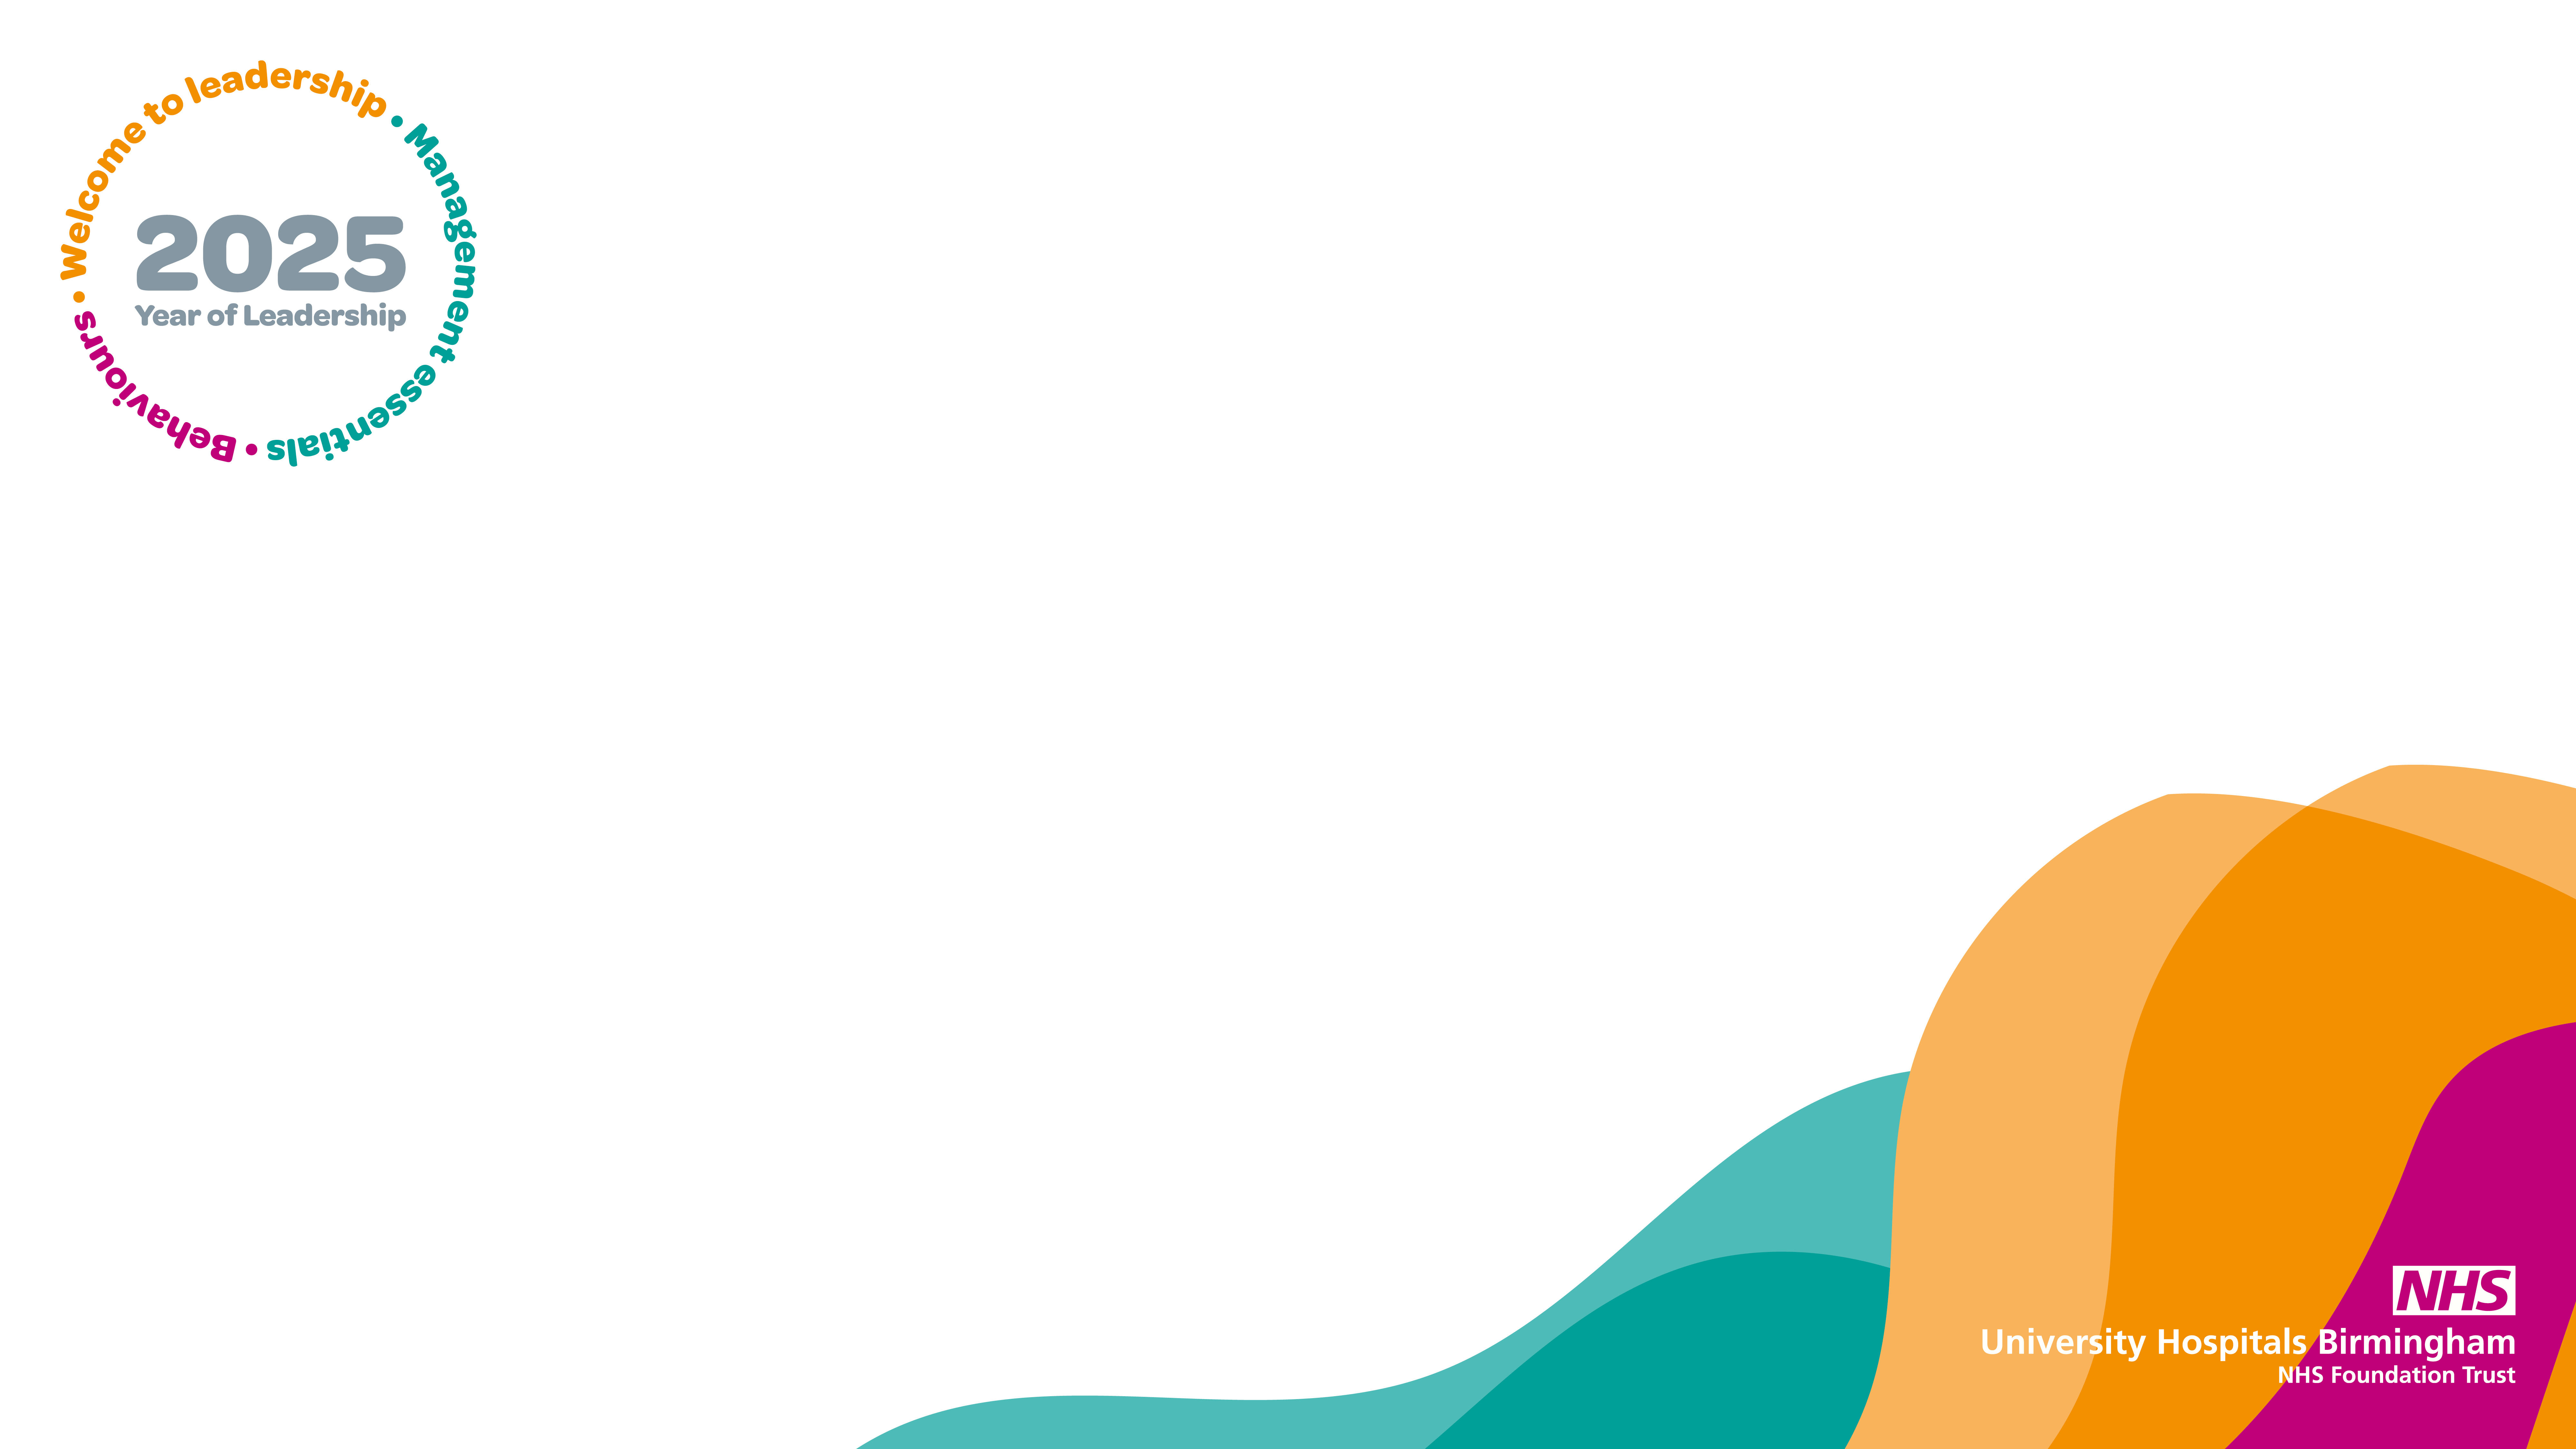 • Welcome to leadership • Management essentials • Behaviours
2025
Year of Leadership
NHS
University Hospitals Birmingham
NHS Foundation Trust